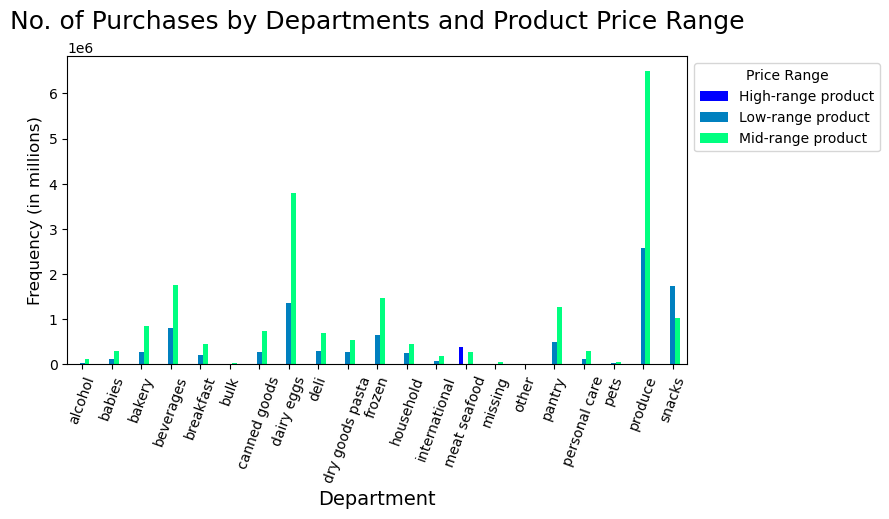 No. of Purchases by Departments and Product Price Range
1e6
6
5
4
3
2
1
0
Frequency (in millions)
alcohol
babies
bakery
beverages
breakfast
bulk
canned goods
dairy eggs
deli
dry goods pasta
frozen
household
international
meat seafood
missing
other
pantry
personal care
pets
produce
snacks
Department
Price Range
High-range product
Low-range product
Mid-range product